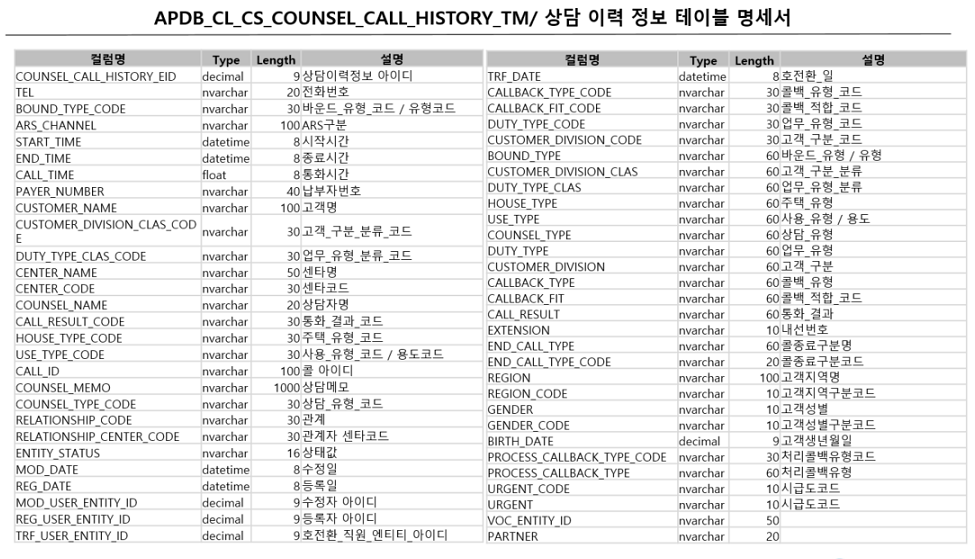 APDB_CL_CS_COUNSEL_CALL_HISTORY_TM/ 상담 이력 정보 테이블 명세서
컬럼명 Type Length 설명
COUNSEL_CALL_HISTORY_EID decimal 9 상담이력정보 아이디
TEL nvarchar 20 전화번호
BOUND_TYPE_CODE nvarchar 30 바운드_유형_코드 / 유형코드
ARS_CHANNEL nvarchar 100 ARS구분
START_TIME datetime 8 시작시간
END_TIME datetime 8 종료시간
CALL_TIME float 8 통화시간
PAYER_NUMBER nvarchar 40 납부자번호
CUSTOMER_NAME nvarchar 100 고객명
CUSTOMER_DIVISION_CLAS_COD
E nvarchar 30 고객_구분_분류_코드
DUTY_TYPE_CLAS_CODE nvarchar 30 업무_유형_분류_코드
CENTER_NAME nvarchar 50 센타명
CENTER_CODE nvarchar 30 센타코드
COUNSEL_NAME nvarchar 20 상담자명
CALL_RESULT_CODE nvarchar 30 통화_결과_코드
HOUSE_TYPE_CODE nvarchar 30 주택_유형_코드
USE_TYPE_CODE nvarchar 30 사용_유형_코드 / 용도코드
CALL_ID nvarchar 100 콜 아이디
COUNSEL_MEMO nvarchar 1000 상담메모
COUNSEL_TYPE_CODE nvarchar 30 상담_유형_코드
RELATIONSHIP_CODE nvarchar 30 관계
RELATIONSHIP_CENTER_CODE nvarchar 30 관계자 센타코드
ENTITY_STATUS nvarchar 16 상태값
MOD_DATE datetime 8 수정일
REG_DATE datetime 8 등록일
MOD_USER_ENTITY_ID decimal 9 수정자 아이디
REG_USER_ENTITY_ID decimal 9 등록자 아이디
TRF_USER_ENTITY_ID decimal 9 호전환_직원_엔티티_아이디
컬럼명 Type Length 설명
TRF_DATE datetime 8 호전환_일
CALLBACK_TYPE_CODE nvarchar 30 콜백_유형_코드
CALLBACK_FIT_CODE nvarchar 30 콜백_적합_코드
DUTY_TYPE_CODE nvarchar 30 업무_유형_코드
CUSTOMER_DIVISION_CODE nvarchar 30 고객_구분_코드
BOUND_TYPE nvarchar 60 바운드_유형 / 유형
CUSTOMER_DIVISION_CLAS nvarchar 60 고객_구분_분류
DUTY_TYPE_CLAS nvarchar 60 업무_유형_분류
HOUSE_TYPE nvarchar 60 주택_유형
USE_TYPE nvarchar 60 사용_유형 / 용도
COUNSEL_TYPE nvarchar 60 상담_유형
DUTY_TYPE nvarchar 60 업무_유형
CUSTOMER_DIVISION nvarchar 60 고객_구분
CALLBACK_TYPE nvarchar 60 콜백_유형
CALLBACK_FIT nvarchar 60 콜백_적합_코드
CALL_RESULT nvarchar 60 통화_결과
EXTENSION nvarchar 10 내선번호
END_CALL_TYPE nvarchar 60 콜종료구분명
END_CALL_TYPE_CODE nvarchar 20 콜종료구분코드
REGION nvarchar 100 고객지역명
REGION_CODE nvarchar 10 고객지역구분코드
GENDER nvarchar 10 고객성별
GENDER_CODE nvarchar 10 고객성별구분코드
BIRTH_DATE decimal 9 고객생년월일
PROCESS_CALLBACK_TYPE_CODE nvarchar 30 처리콜백유형코드
PROCESS_CALLBACK_TYPE nvarchar 60 처리콜백유형
URGENT_CODE nvarchar 10 시급도코드
URGENT nvarchar 10 시급도코드
VOC_ENTITY_ID nvarchar 50
PARTNER nvarchar 20